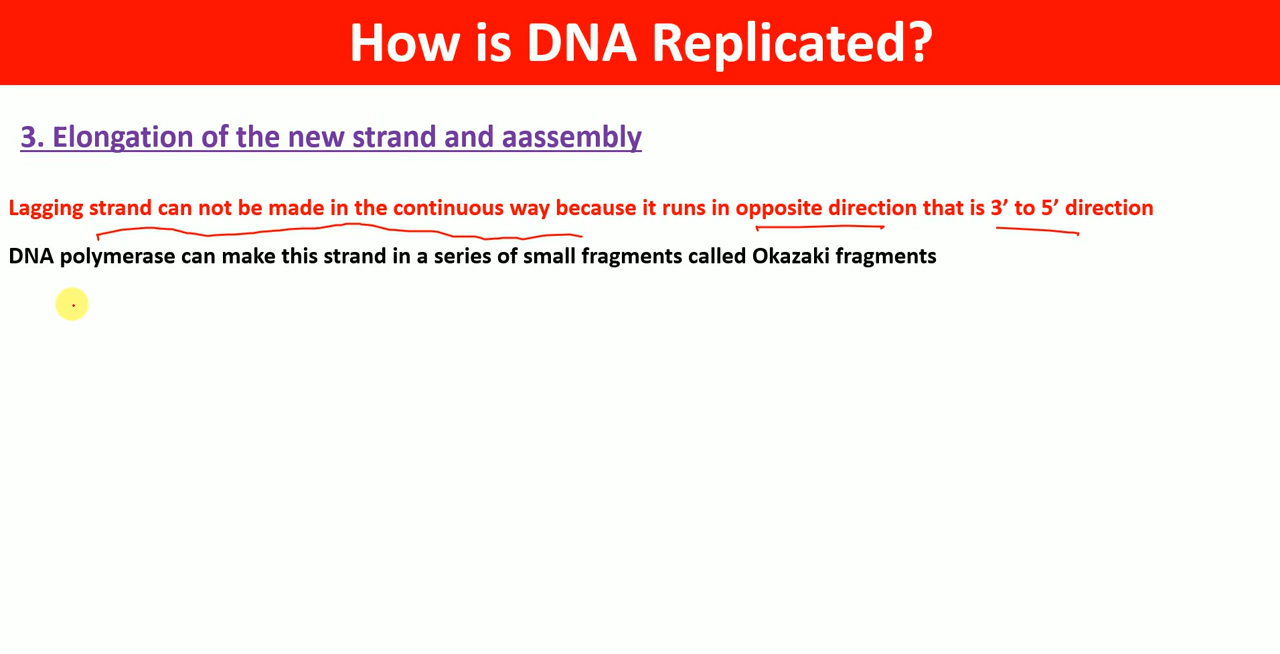 How is DNA Replicated?
3. Elongation of the new strand and aassembly
Lagging strand can not be made in the continuous way because it runs in opposite direction that is 3’ to 5’ direction
DNA polymerase can make this strand in a series of small fragments called Okazaki fragments